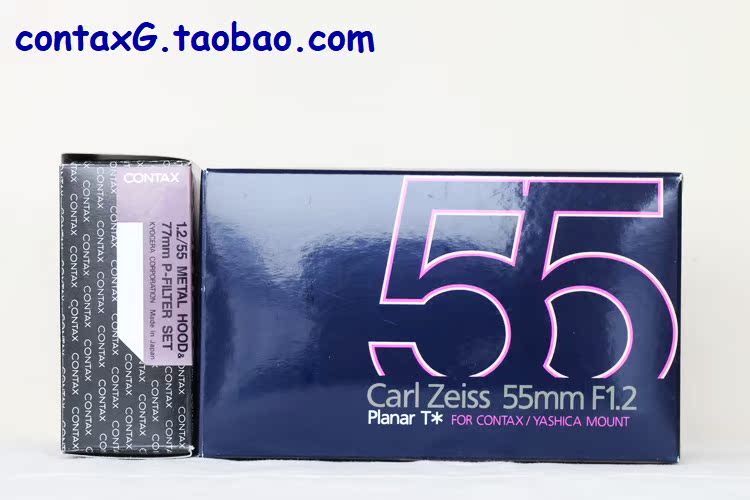 contaxG.taobao.com
CONTAX
1.2/55 METAL HOOD&
77mm P-FILTER SET
KYOCERA CORPORATION Made in Japan
55
Carl Zeiss 55mm F1.2
Planar T* FOR CONTAX/YASHICA MOUNT